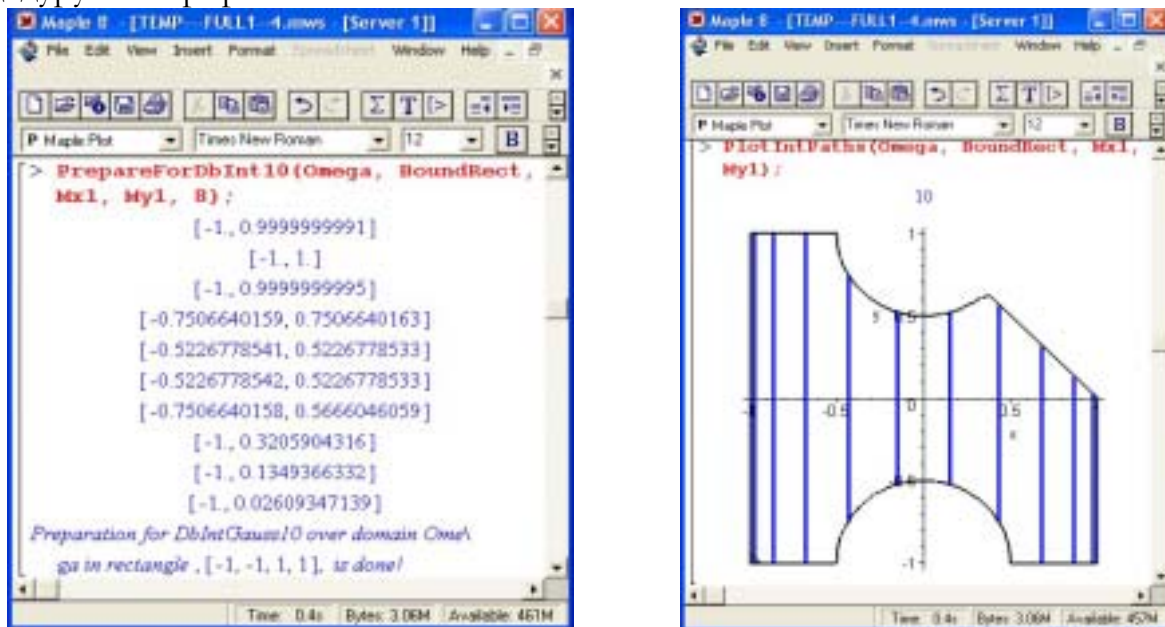 Maple 8 - [TEMP - FULL1-4.mws - [Server 1]]
File Edit View Insert Format Spreadsheet Window Help
P Maple Plot Times New Roman 12 B
> PrepareForDbInt10(Omega, BoundRect,
Mx1, My1, B);
[-1., 0.9999999991]
[-1., 1.]
[-1., 0.9999999995]
[-0.7506640159, 0.7506640163]
[-0.5226778541, 0.5226778533]
[-0.5226778542, 0.5226778533]
[-0.7506640158, 0.5666046059]
[-1., 0.3205904316]
[-1., 0.1349366332]
[-1., 0.02609347139]
Preparation for DbIntGauss10 over domain Ome\
ga in rectangle , [-1, -1, 1, 1], is done!
Time: 0.4s Bytes: 3.06M Available: 461M
Maple 8 - [TEMP - FULL1-4.mws - [Server 1]]
File Edit View Insert Format Window Help
P Maple Plot Times New Roman 12 B
> PlotIntPaths(Omega, BoundRect, Mx1,
My1);
10
1
y
-0.5
0
0.5
x
-1
Time: 0.4s Bytes: 3.06M Available: 457M